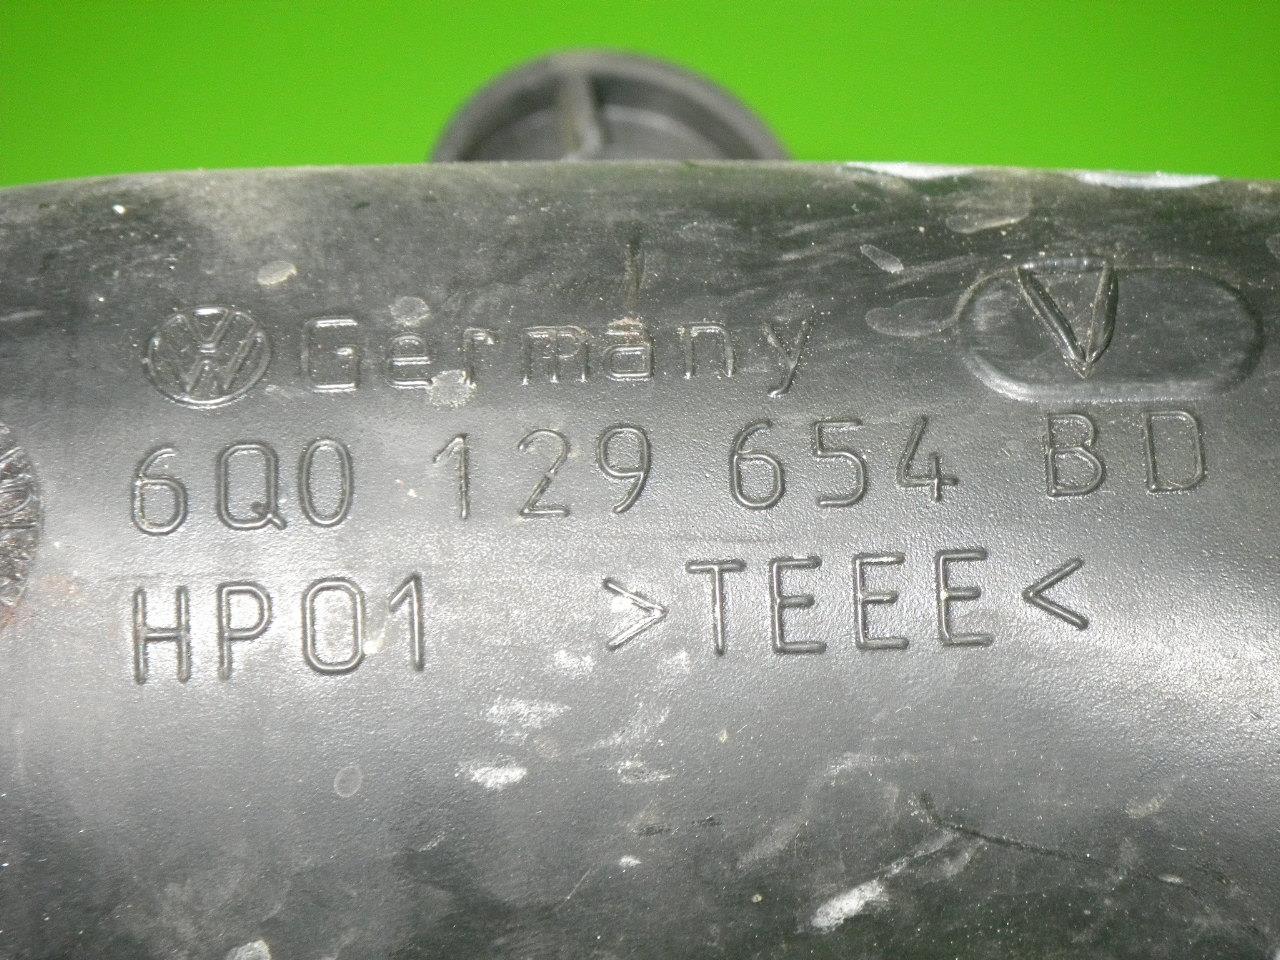 Germany
6Q0 129 654 BD
HP01 >TEEE<